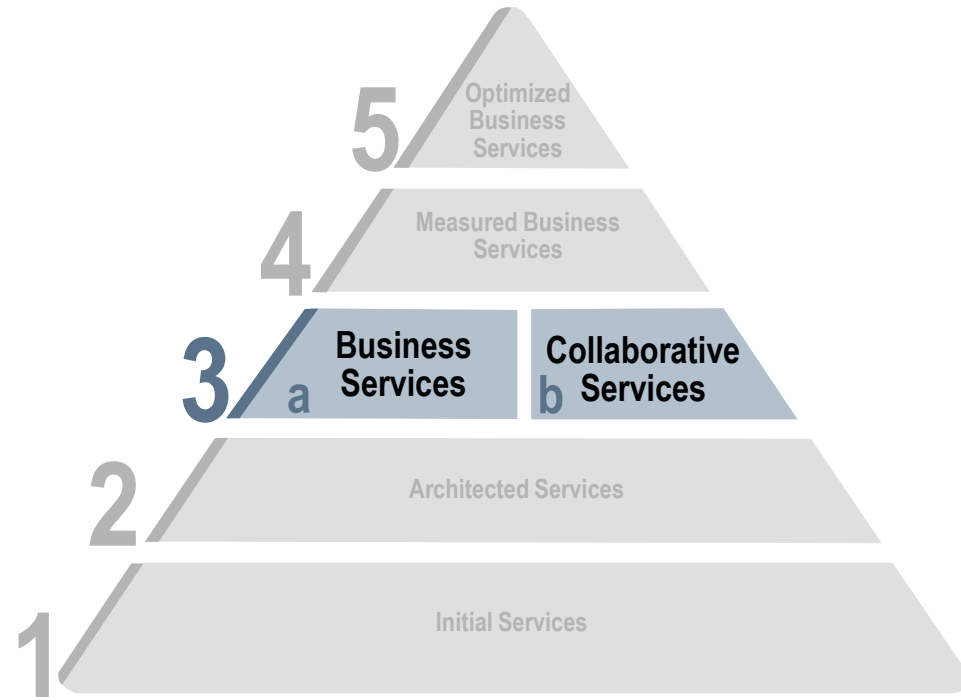 5
Optimized
Business
Services
4
Measured Business
Services
3
a
Business
Services
b
Collaborative
Services
2
Architected Services
1
Initial Services